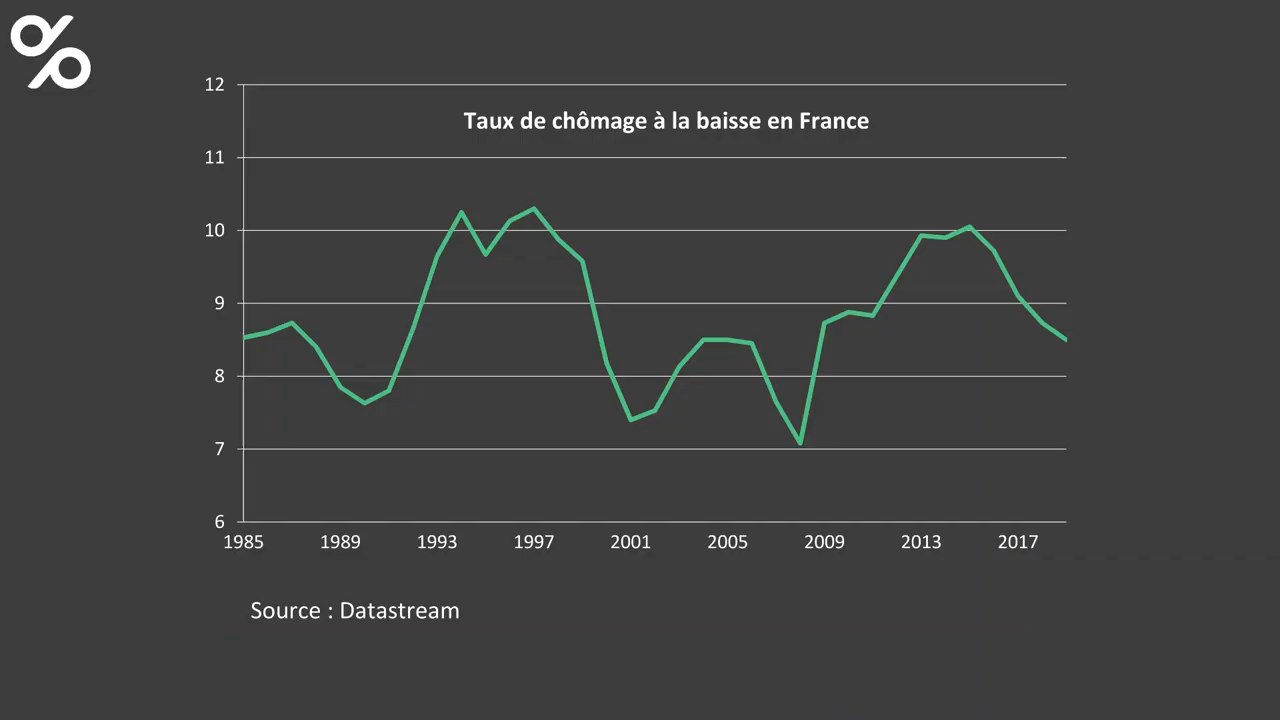 Taux de chômage à la baisse en France
12
11
10
9
8
7
6
1985 1989 1993 1997 2001 2005 2009 2013 2017
Source : Datastream